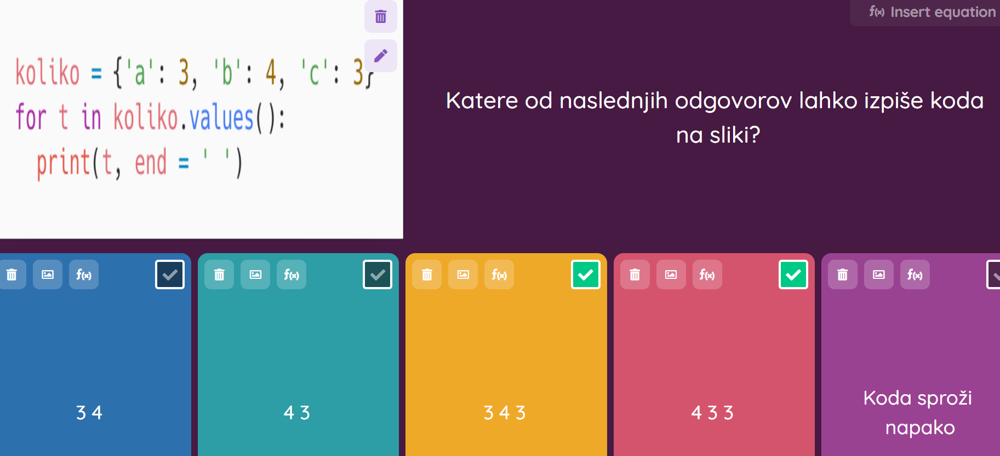 f(x) Insert equation
koliko = {'a': 3, 'b': 4, 'c': 3}
for t in koliko.values():
  print(t, end = ' ')
Katere od naslednjih odgovorov lahko izpiše koda
na sliki?
f(x)
f(x)
f(x)
f(x)
f(x)
3 4
4 3
3 4 3
4 3 3
Koda sproži
napako